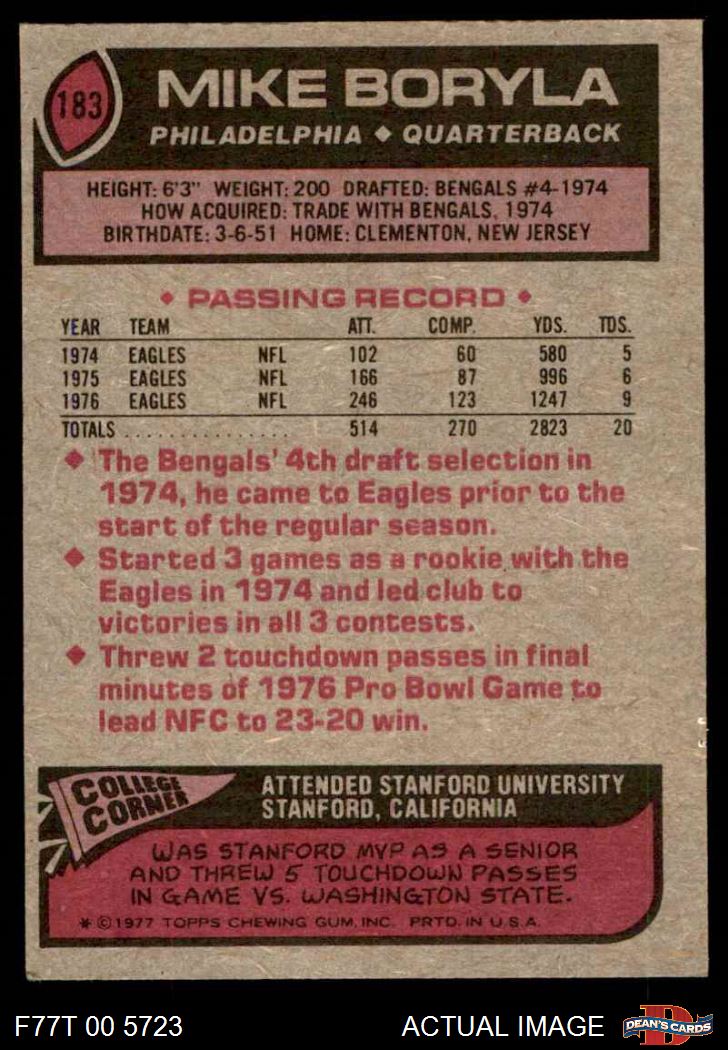 183
MIKE BORYLA
PHILADELPHIA ◆ QUARTERBACK
HEIGHT: 6'3" WEIGHT: 200 DRAFTED: BENGALS #4-1974
HOW ACQUIRED: TRADE WITH BENGALS, 1974
BIRTHDATE: 3-6-51 HOME: CLEMENTON, NEW JERSEY
◆ PASSING RECORD ◆
YEAR TEAM ATT. COMP. YDS. TDS.
1974 EAGLES NFL 102 60 580 5
1975 EAGLES NFL 166 87 996 6
1976 EAGLES NFL 246 123 1247 9
TOTALS . . . . . . . . . . . . . . . 514 270 2823 20
◆ The Bengals' 4th draft selection in
1974, he came to Eagles prior to the
start of the regular season.
◆ Started 3 games as a rookie with the
Eagles in 1974 and led club to
victories in all 3 contests.
◆ Threw 2 touchdown passes in final
minutes of 1976 Pro Bowl Game to
lead NFC to 23-20 win.
COLLEGE
CORNER
ATTENDED STANFORD UNIVERSITY
STANFORD, CALIFORNIA
WAS STANFORD MVP AS A SENIOR
AND THREW 5 TOUCHDOWN PASSES
IN GAME VS. WASHINGTON STATE.
* © 1977 TOPPS CHEWING GUM, INC. PRTD. IN U.S.A.
F77T 00 5723 ACTUAL IMAGE
D
DEAN'S CARDS